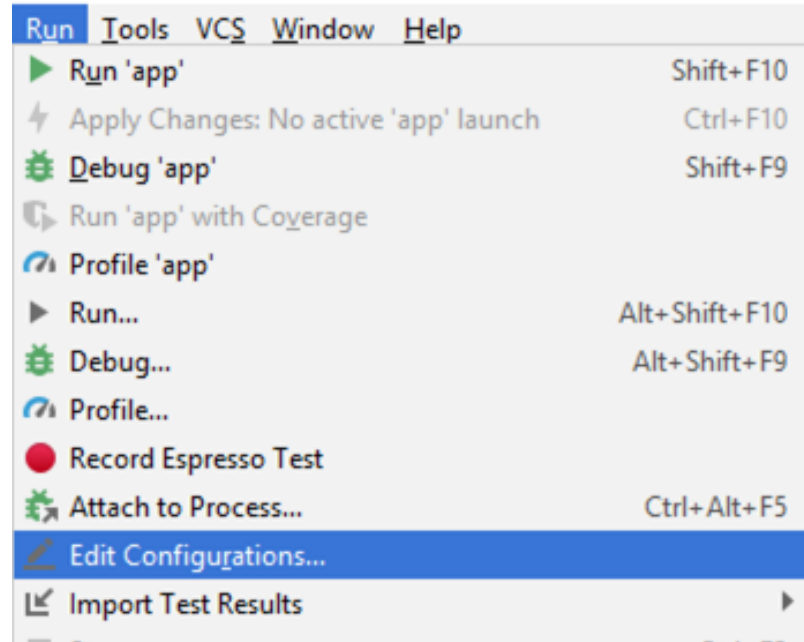 Run Tools VCS Window Help
Run 'app' Shift+F10
Apply Changes: No active 'app' launch Ctrl+F10
Debug 'app' Shift+F9
Run 'app' with Coverage
Profile 'app'
Run... Alt+Shift+F10
Debug... Alt+Shift+F9
Profile...
Record Espresso Test
Attach to Process... Ctrl+Alt+F5
Edit Configurations...
Import Test Results